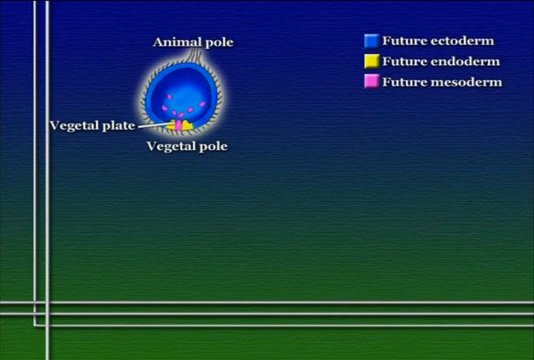 Animal pole
Future ectoderm
Future endoderm
Future mesoderm
Vegetal plate
Vegetal pole